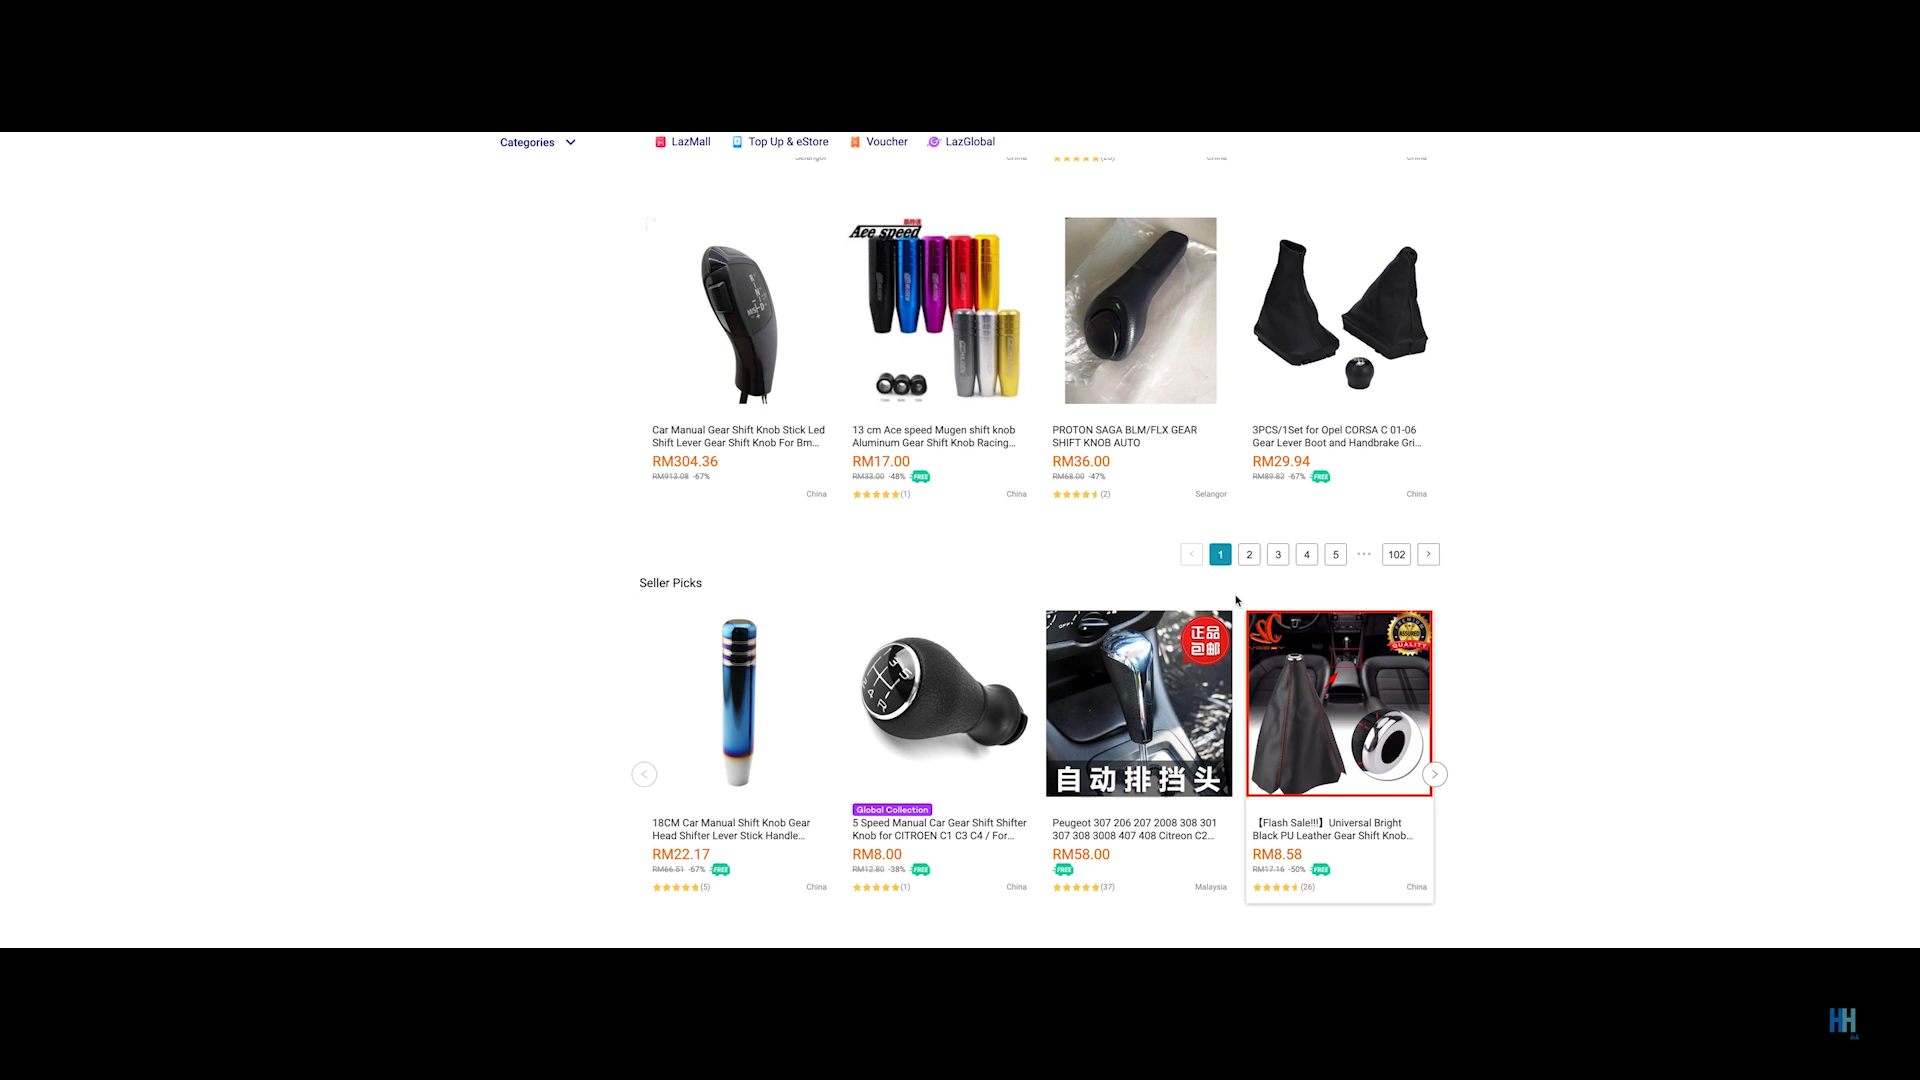 Categories
LazMall
Top Up & eStore
Voucher
LazGlobal
Selangor
China
(20)
China
China
Ace speed
Car Manual Gear Shift Knob Stick Led
Shift Lever Gear Shift Knob For Bm...
RM304.36
RM913.08 -67%
China
13 cm Ace speed Mugen shift knob
Aluminum Gear Shift Knob Racing...
RM17.00
RM33.00 -48% FREE
(1)
China
PROTON SAGA BLM/FLX GEAR
SHIFT KNOB AUTO
RM36.00
RM68.00 -47%
(2)
Selangor
3PCS/1Set for Opel CORSA C 01-06
Gear Lever Boot and Handbrake Gri...
RM29.94
RM89.82 -67% FREE
China
1
2
3
4
5
102
Seller Picks
正品
包邮
自动排挡头
ASSURED
QUALITY
18CM Car Manual Shift Knob Gear
Head Shifter Lever Stick Handle...
RM22.17
RM66.51 -67% FREE
(5)
China
Global Collection
5 Speed Manual Car Gear Shift Shifter
Knob for CITROEN C1 C3 C4 / For...
RM8.00
RM12.80 -38% FREE
(1)
China
Peugeot 307 206 207 2008 308 301
307 308 3008 407 408 Citreon C2...
RM58.00
FREE
(37)
Malaysia
【Flash Sale!!!】Universal Bright
Black PU Leather Gear Shift Knob...
RM8.58
RM17.16 -50% FREE
(26)
China
HH